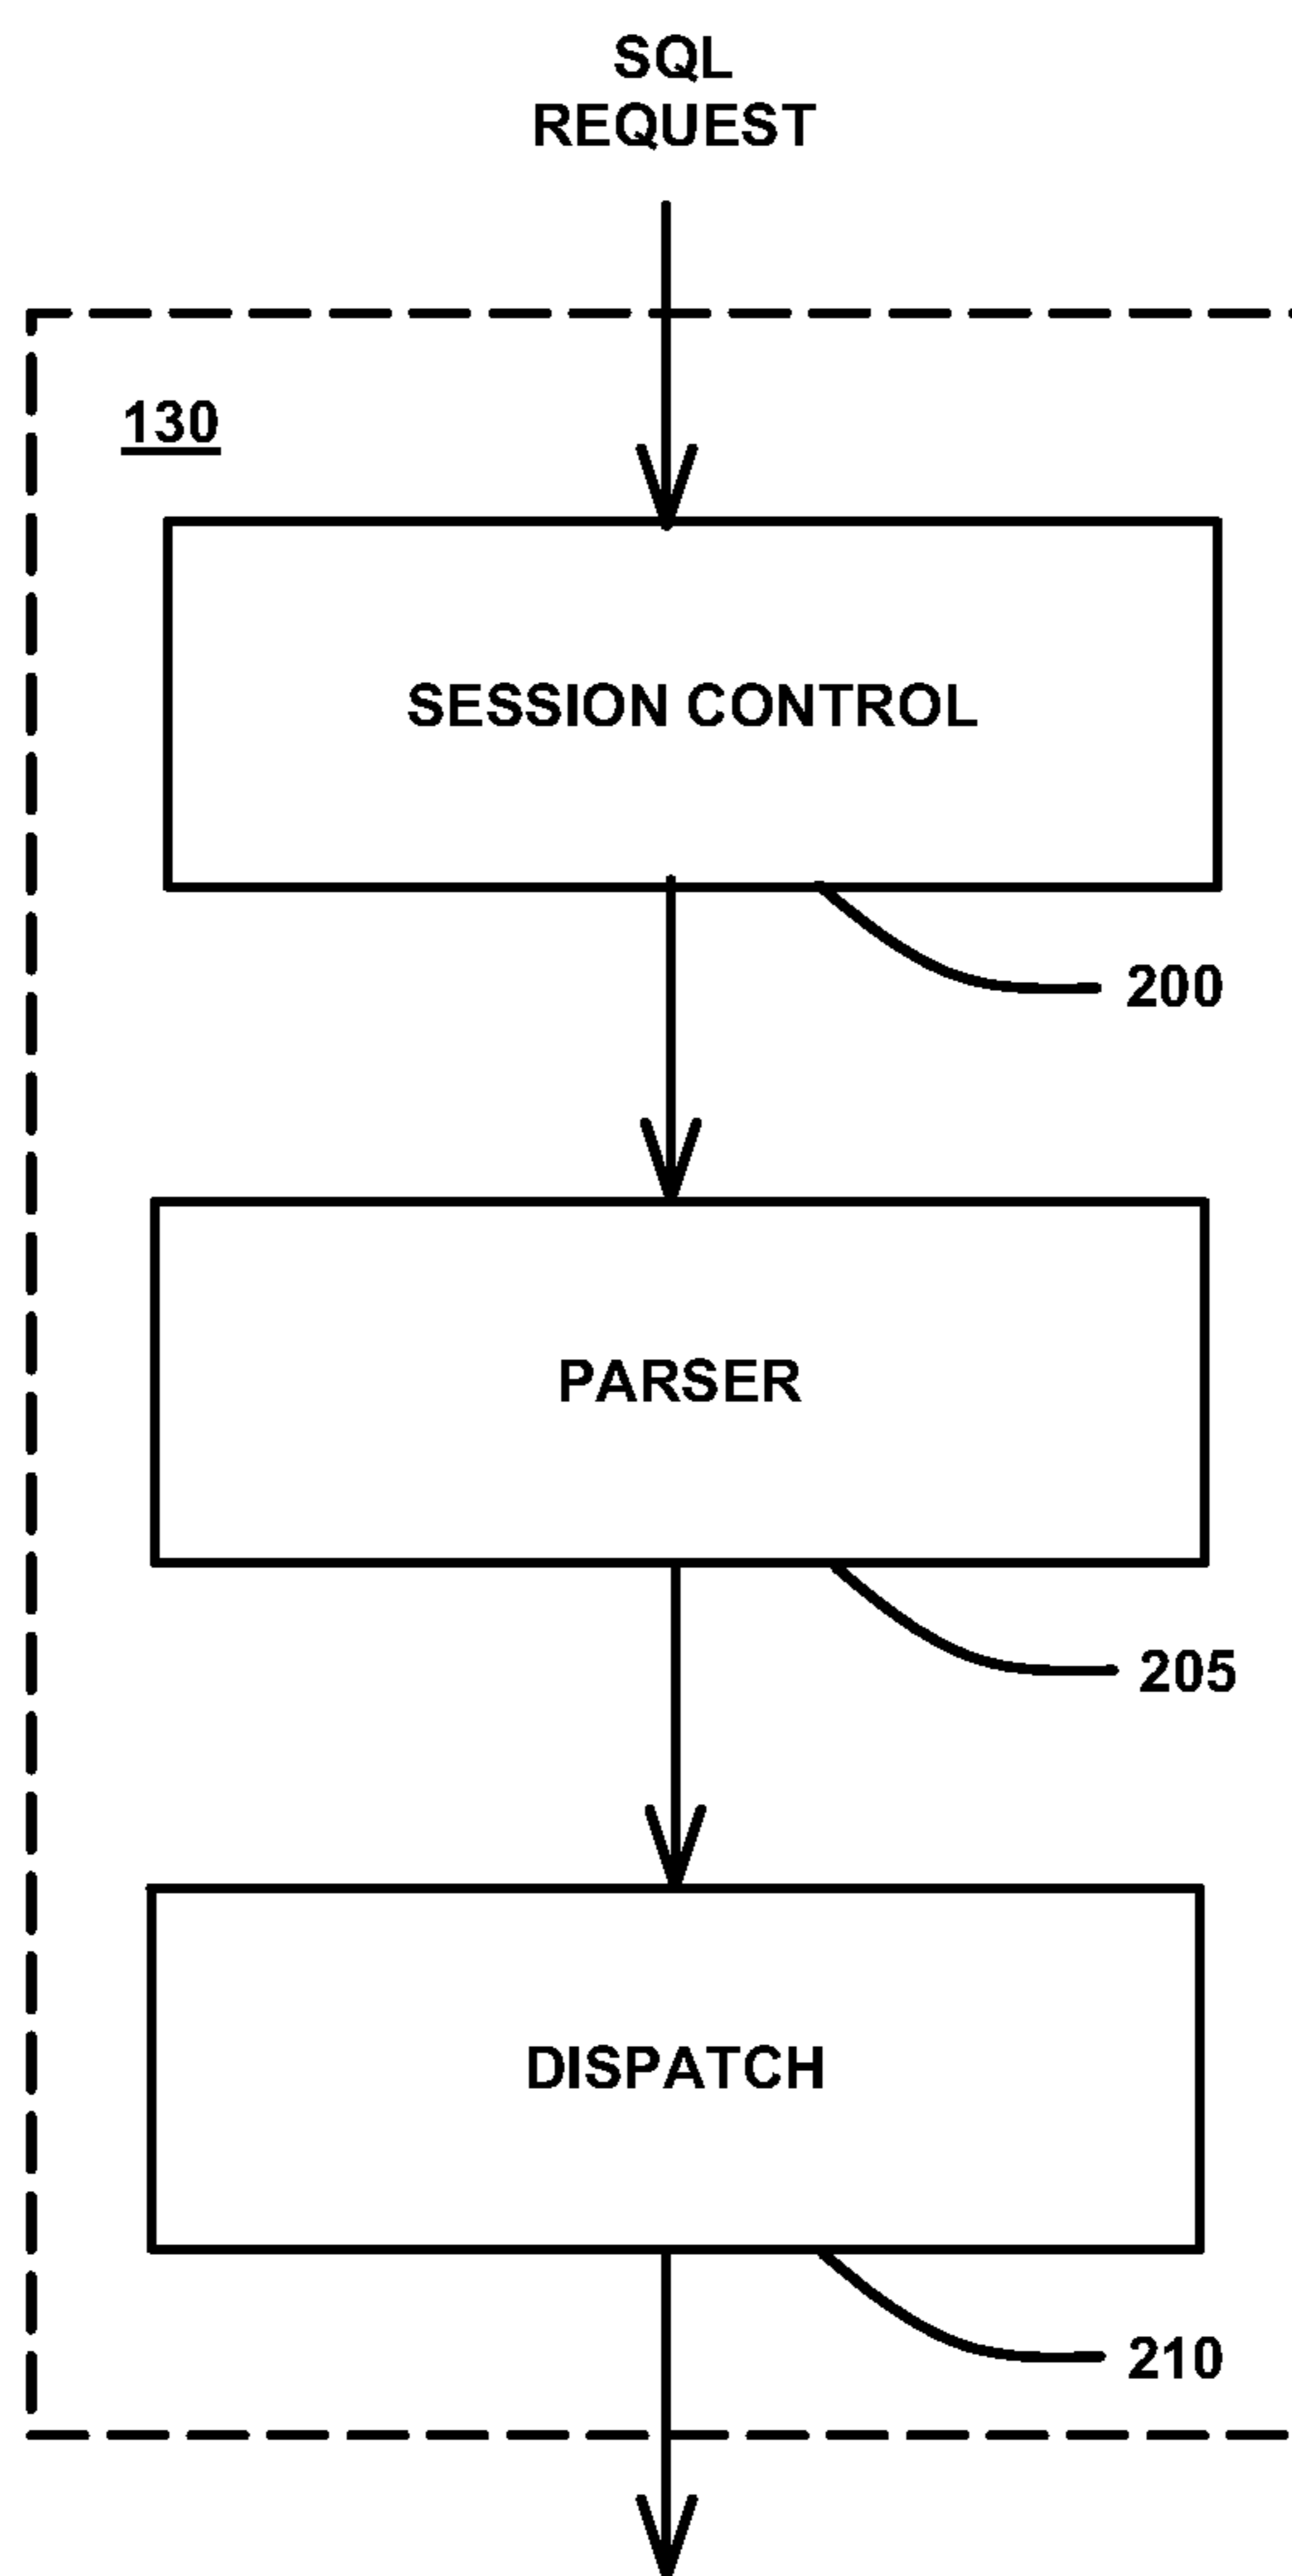 SQL
REQUEST
130
SESSION CONTROL
200
PARSER
205
DISPATCH
210